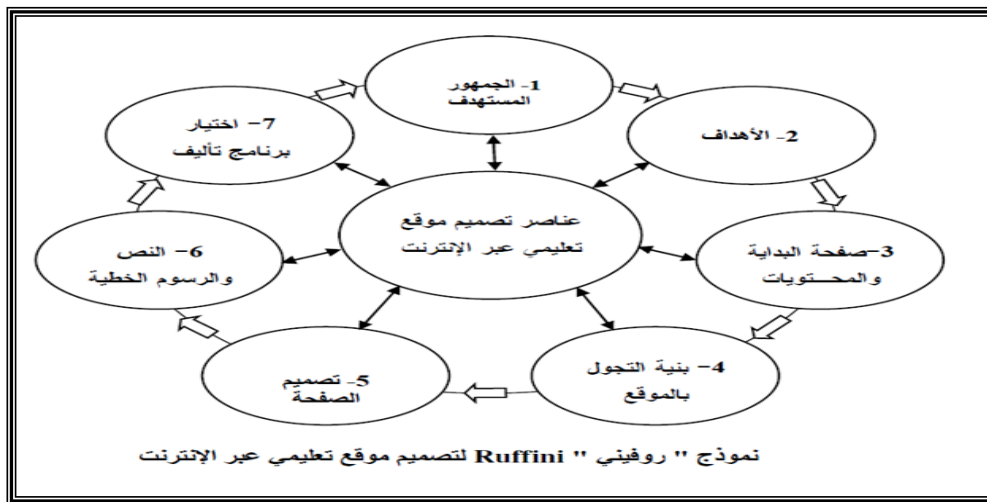 1- الجمهور
المستهدف
2- الأهداف
3-صفحة البداية
والمحتويات
4- بنية التجول
بالموقع
5- تصميم
الصفحة
6- النص
والرسوم الخطية
7- اختيار
برنامج تأليف
عناصر تصميم موقع
تعليمي عبر الإنترنت
نموذج " روفيني " Ruffini لتصميم موقع تعليمي عبر الإنترنت